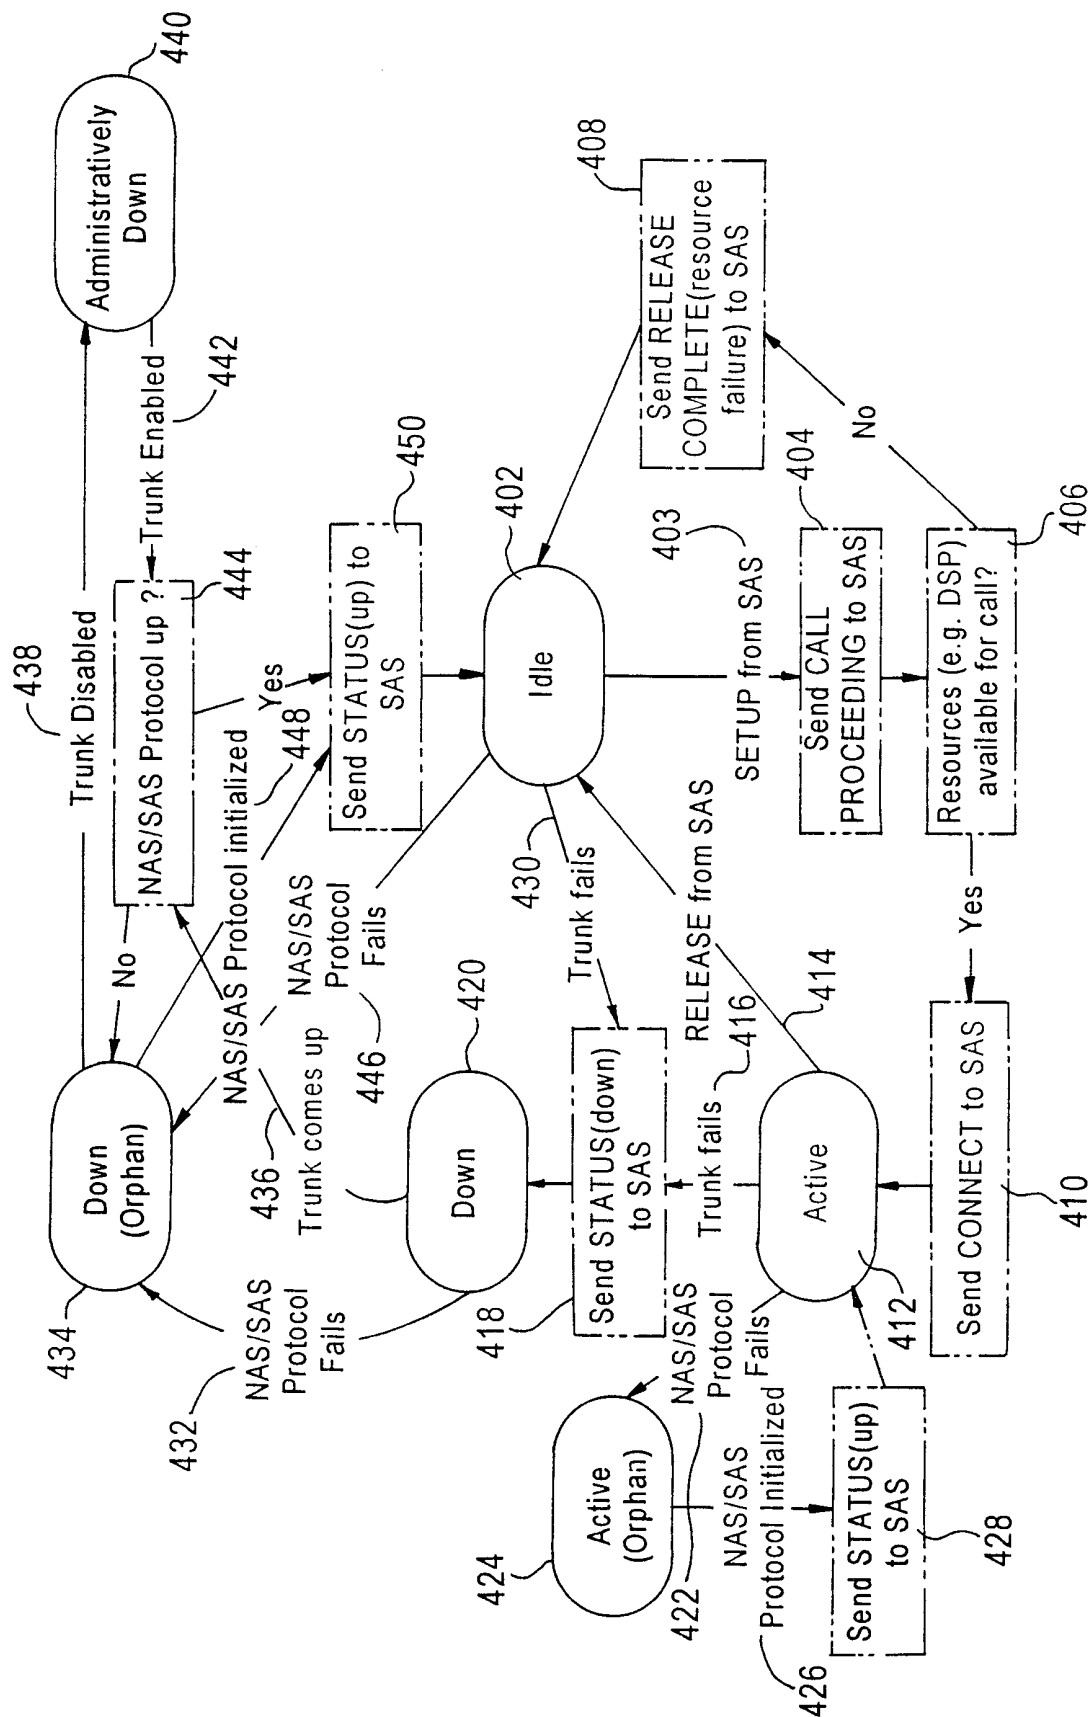 438
Trunk Disabled
440
Administratively
Down
442
Trunk Enabled
444
NAS/SAS Protocol up ?
No
Yes
434
Down
(Orphan)
448
NAS/SAS Protocol initialized
450
Send STATUS(up) to
SAS
432
NAS/SAS
Protocol
Fails
436
Trunk comes up
446
NAS/SAS
Protocol
Fails
420
Down
402
Idle
408
Send RELEASE
COMPLETE(resource
failure) to SAS
430
Trunk fails
424
Active
(Orphan)
418
Send STATUS(down)
to SAS
422
NAS/SAS
Protocol
Fails
Trunk fails
416
RELEASE from SAS
414
403
SETUP from SAS
426
NAS/SAS
Protocol Initialized
412
Active
404
Send CALL
PROCEEDING to SAS
No
428
Send STATUS(up)
to SAS
410
Send CONNECT to SAS
Yes
406
Resources (e.g. DSP)
available for call?